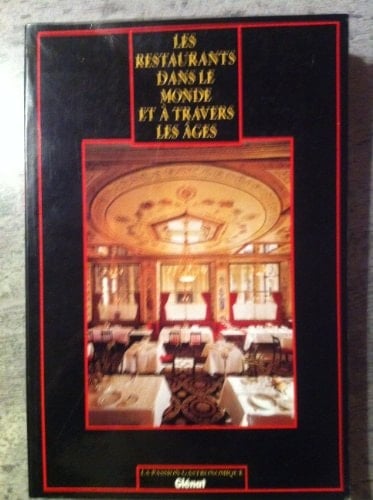 LES
RESTAURANTS
DANS LE
MONDE
ET À TRAVERS
LES ÂGES
LA PASSION GASTRONOMIQUE
Glénat